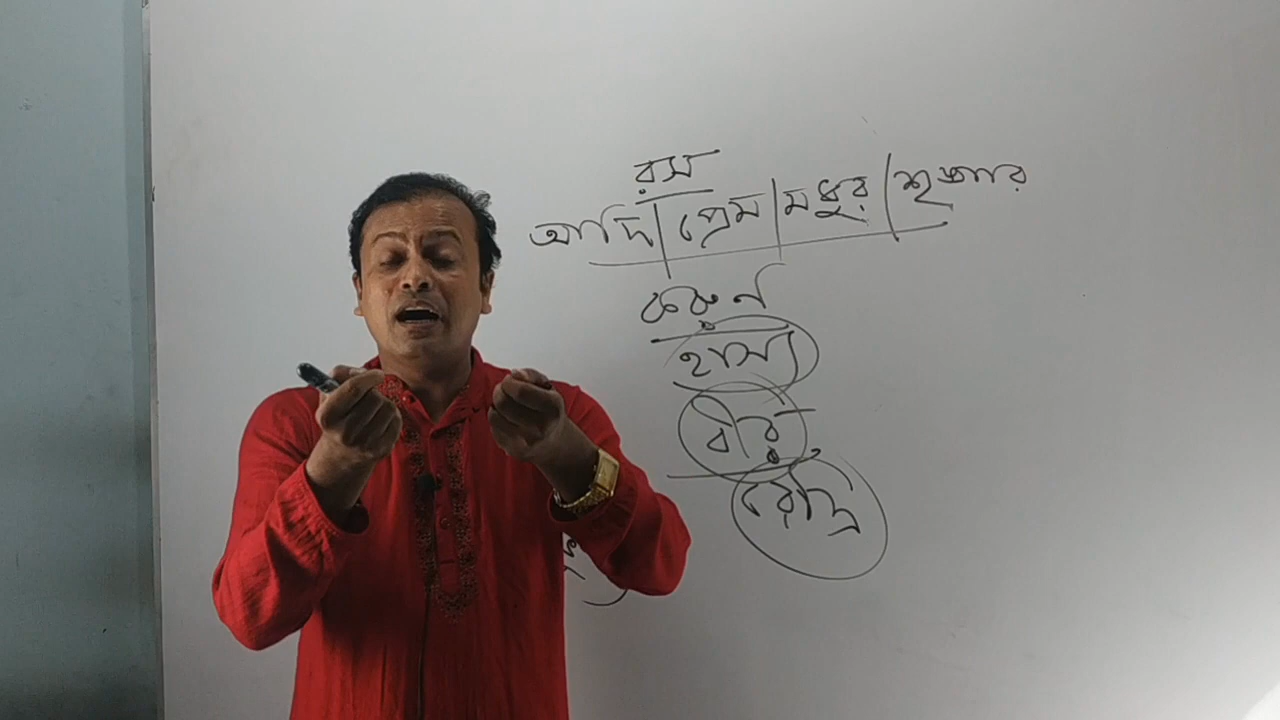 রস
আদি | প্রেম | মধুর | শৃঙ্গার
করুণ
হাস্য
বীর
রৌদ্র